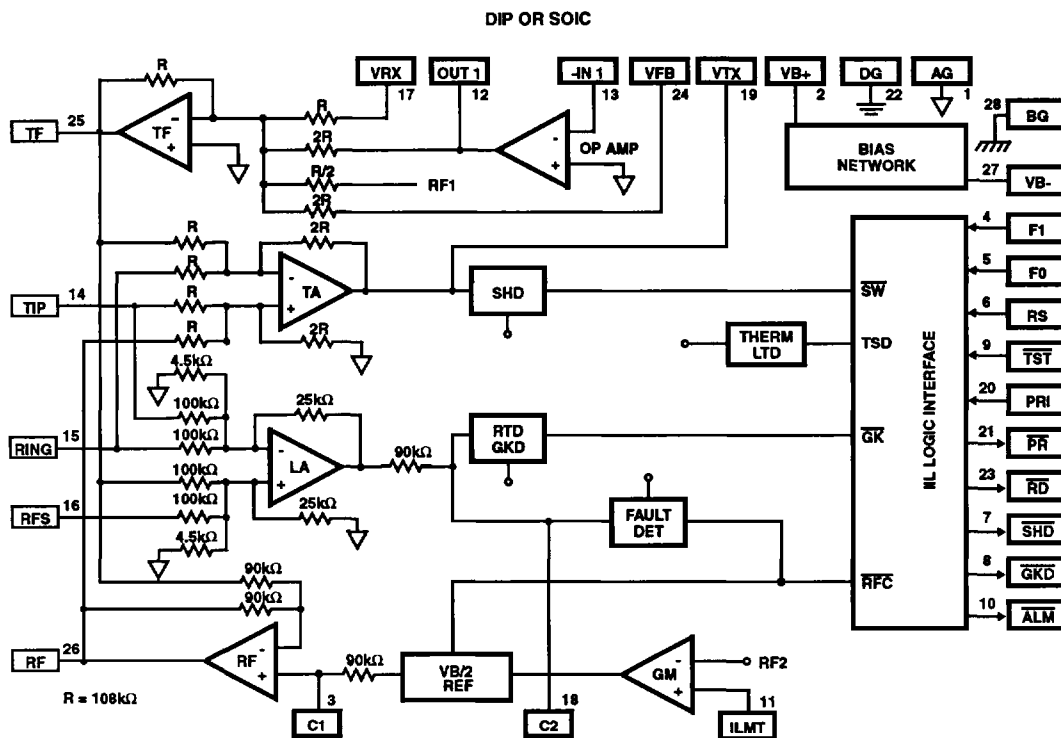 DIP OR SOIC
R
VRX
OUT 1
-IN 1
VFB
VTX
VB+
DG
AG
17
12
13
24
19
2
22
1
28
BG
TF
25
TF
-
+
R
2R
R/2
RF1
2R
-
+
OP AMP
BIAS
NETWORK
27
VB-
R
R
TIP
14
R
R
2R
-
+
TA
2R
SHD
THERM
LTD
SW
TSD
GK
RFC
IIL LOGIC INTERFACE
4
F1
5
F0
6
RS
9
TST
20
PRI
21
PR
23
RD
7
SHD
8
GKD
10
ALM
4.5kΩ
100kΩ
RING
15
100kΩ
100kΩ
RFS
16
100kΩ
4.5kΩ
25kΩ
-
+
LA
25kΩ
90kΩ
RTD
GKD
FAULT
DET
90kΩ
90kΩ
RF
26
RF
-
+
90kΩ
VB/2
REF
GM
-
+
RF2
R = 108kΩ
3
C1
18
C2
11
ILMT